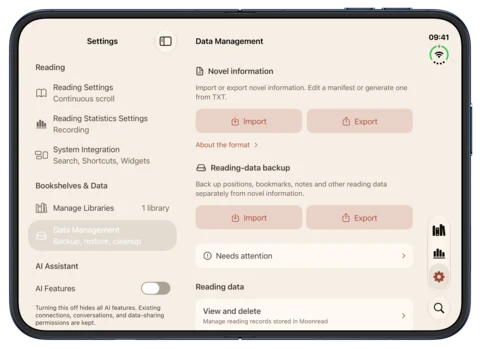 Settings
Reading
Reading Settings
Continuous scroll
Reading Statistics Settings
Recording
System Integration
Search, Shortcuts, Widgets
Bookshelves & Data
Manage Libraries
1 library
Data Management
Backup, restore, cleanup
AI Assistant
AI Features
Turning this off hides all AI features. Existing
connections, conversations, and data-sharing
permissions are kept.
Data Management
Novel information
Import or export novel information. Edit a manifest or generate one
from TXT.
Import
Export
About the format
Reading-data backup
Back up positions, bookmarks, notes and other reading data
separately from novel information.
Import
Export
Needs attention
Reading data
View and delete
Manage reading records stored in Moonread
09:41